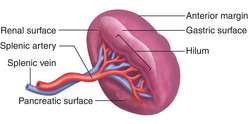 Renal surface
Splenic artery
Splenic vein
Pancreatic surface
Anterior margin
Gastric surface
Hilum